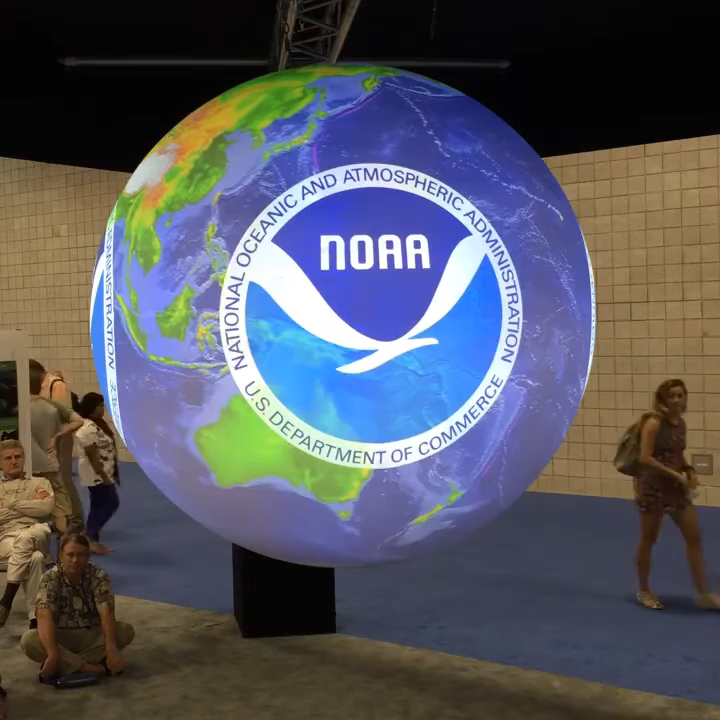 NATIONAL OCEANIC AND ATMOSPHERIC ADMINISTRATION
NOAA
U.S. DEPARTMENT OF COMMERCE